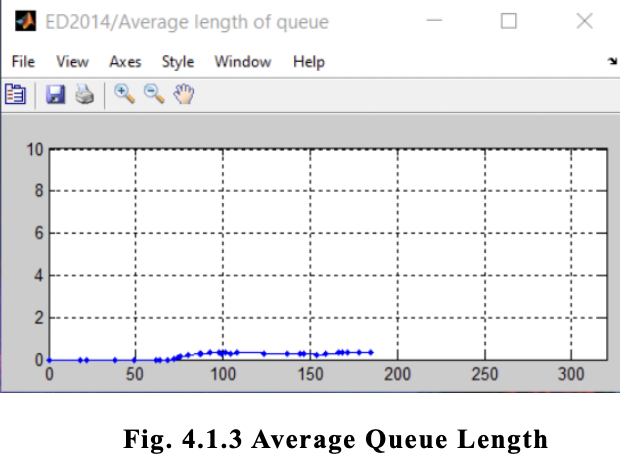 ED2014/Average length of queue
File View Axes Style Window Help
10
8
6
4
2
0
0 50 100 150 200 250 300
Fig. 4.1.3 Average Queue Length